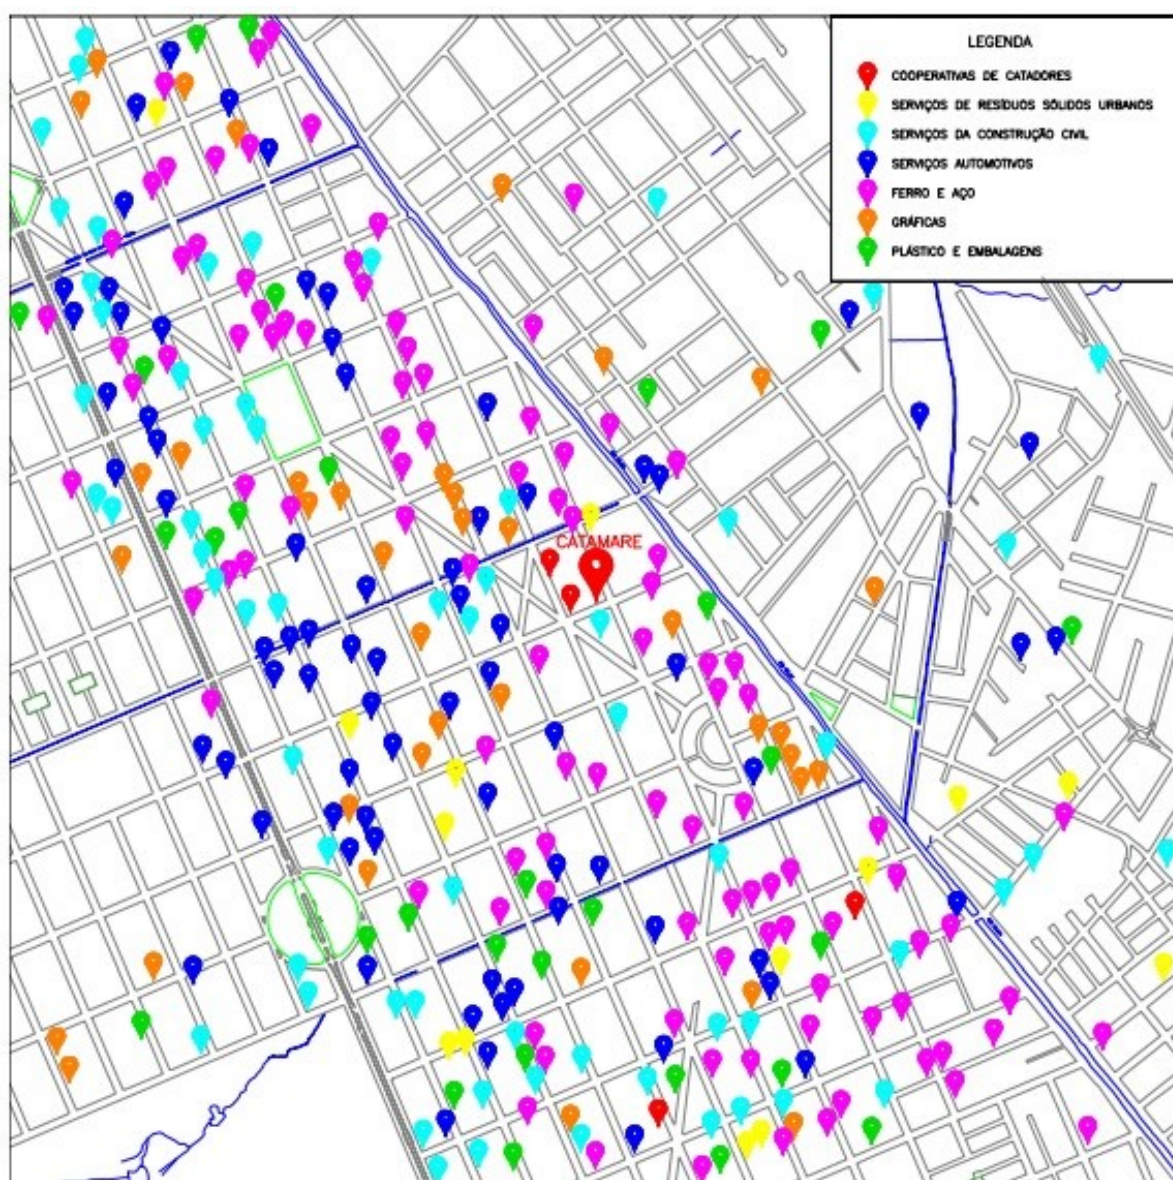 LEGENDA
COOPERATIVAS DE CATADORES
SERVIÇOS DE RESÍDUOS SÓLIDOS URBANOS
SERVIÇOS DA CONSTRUÇÃO CIVIL
SERVIÇOS AUTOMOTIVOS
FERRO E AÇO
GRÁFICAS
PLÁSTICO E EMBALAGENS
CATAMARE